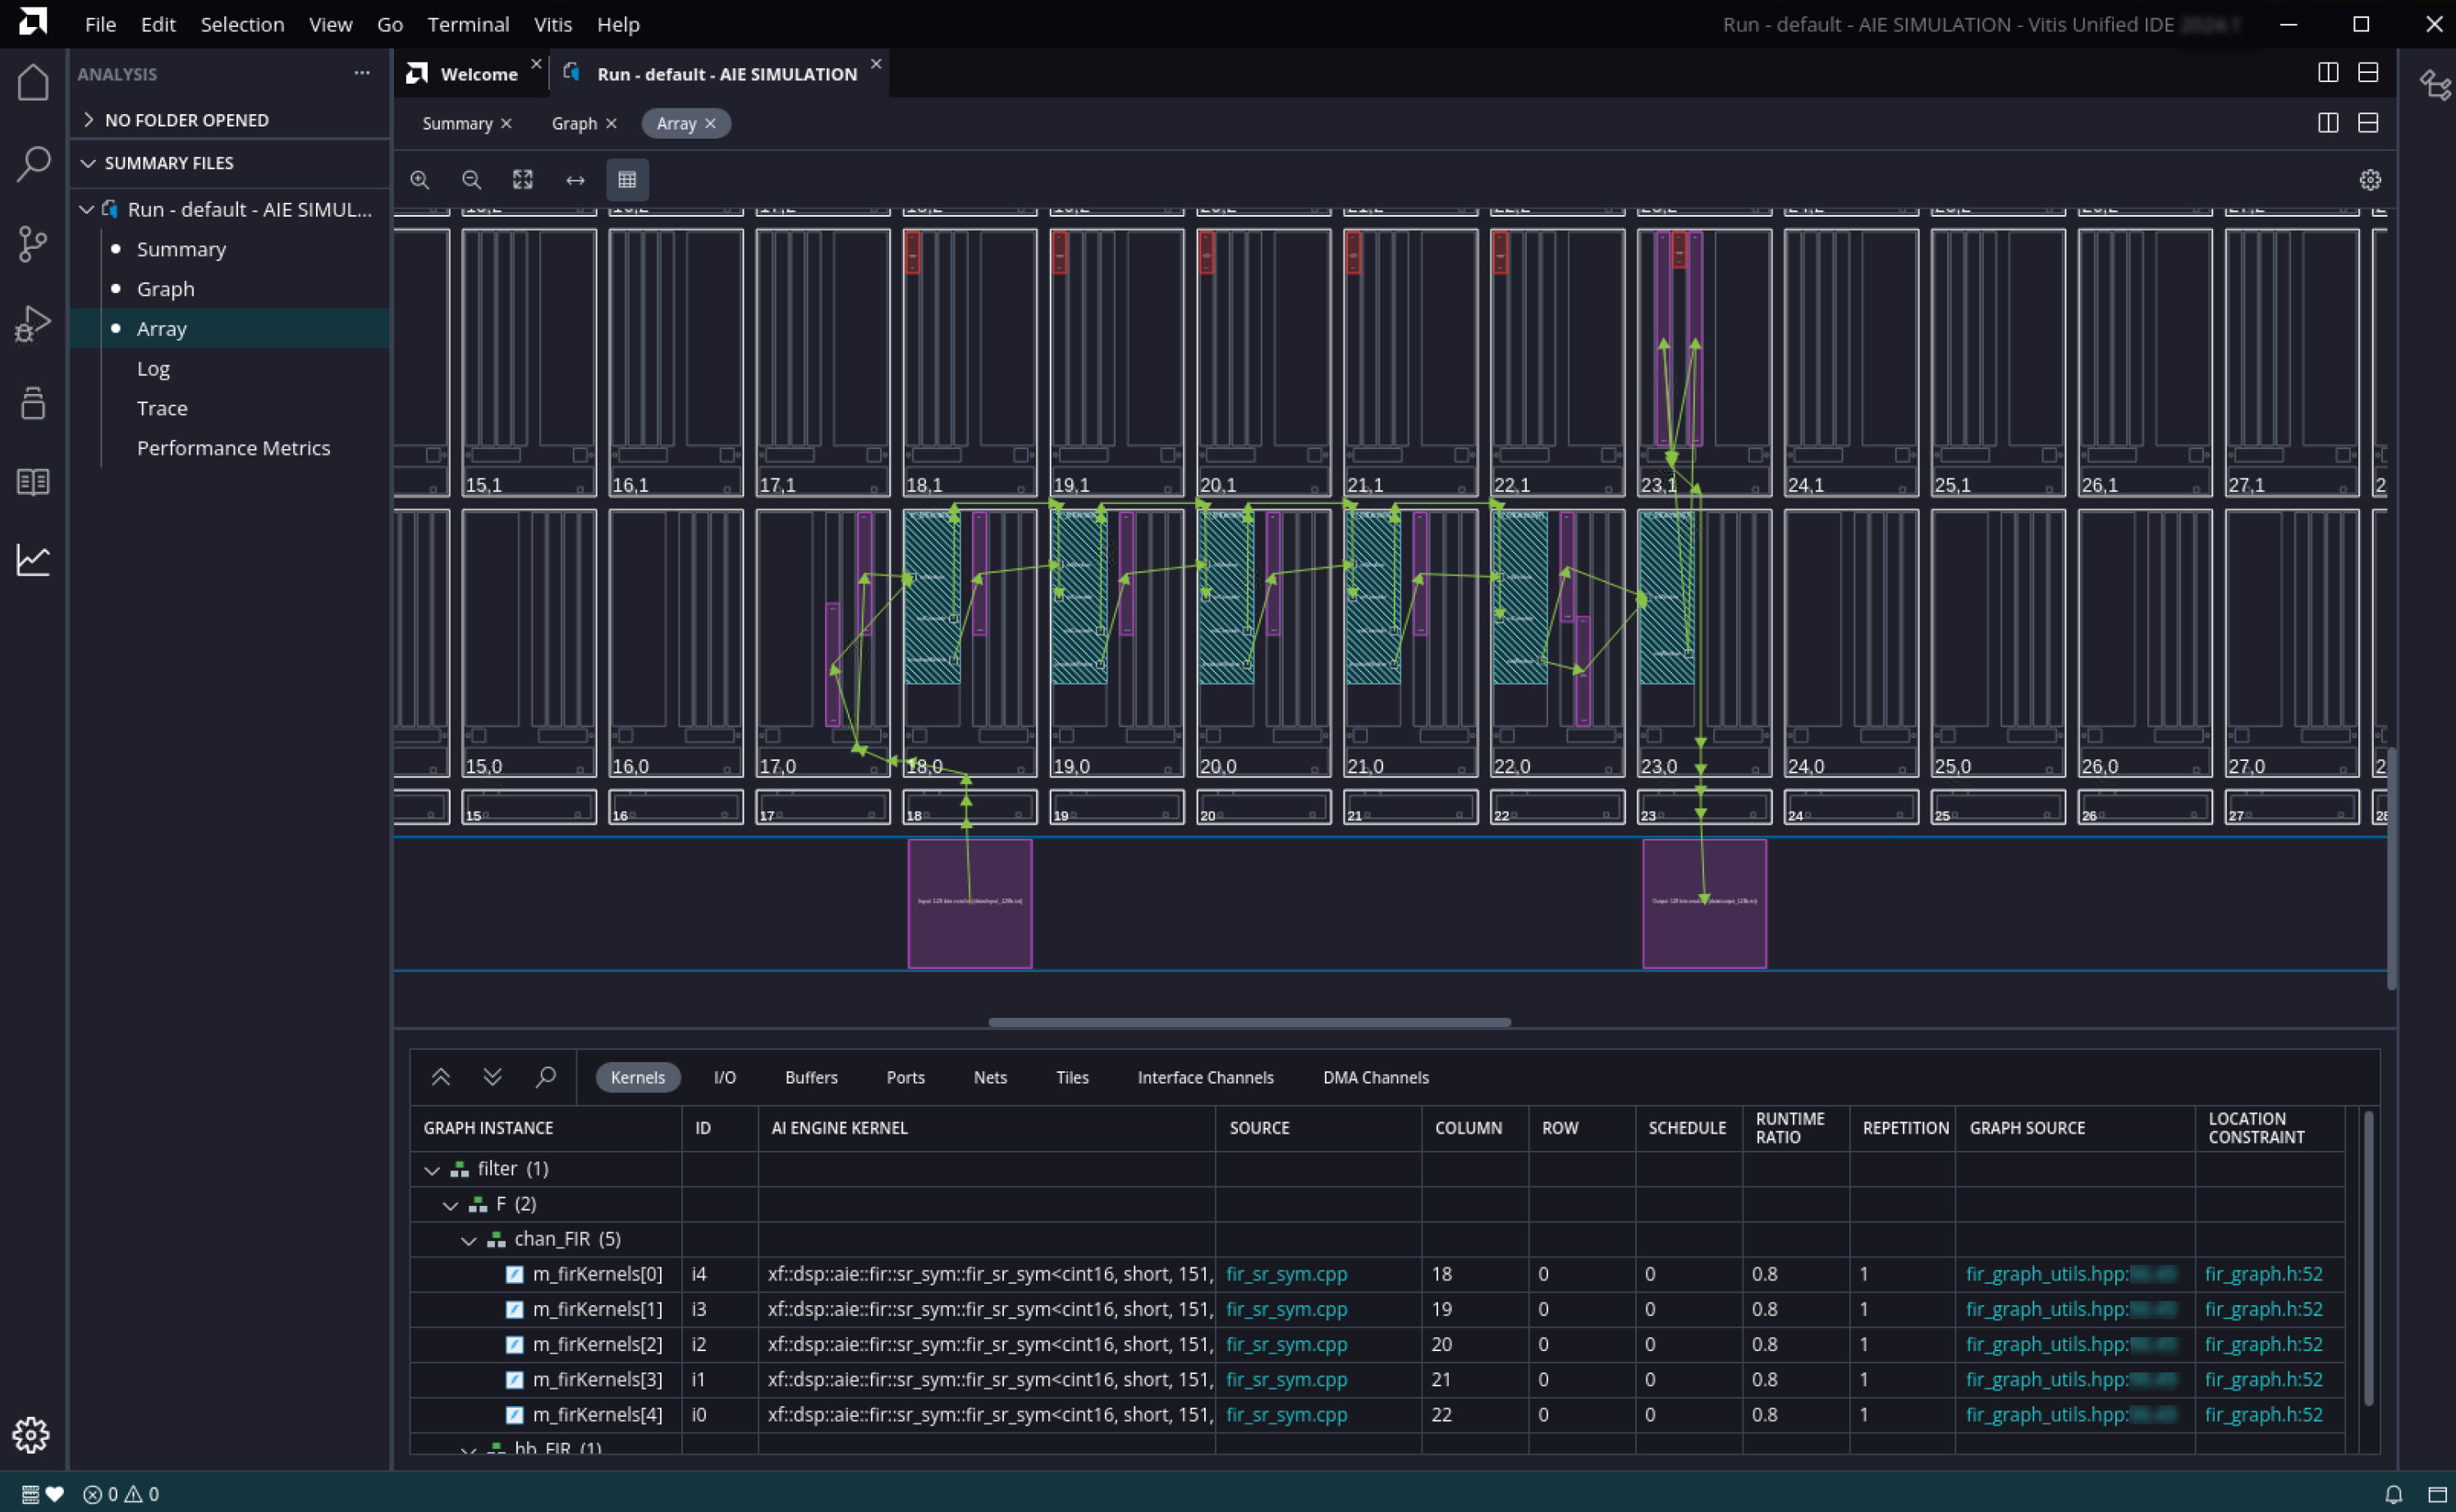 File Edit Selection View Go Terminal Vitis Help
Run - default - AIE SIMULATION - Vitis Unified IDE
ANALYSIS
NO FOLDER OPENED
SUMMARY FILES
Run - default - AIE SIMUL...
Summary
Graph
Array
Log
Trace
Performance Metrics
Welcome
Run - default - AIE SIMULATION
Summary Graph Array
15,1 16,1 17,1 18,1 19,1 20,1 21,1 22,1 23,1 24,1 25,1 26,1 27,1
15,0 16,0 17,0 18,0 19,0 20,0 21,0 22,0 23,0 24,0 25,0 26,0 27,0
15 16 17 18 19 20 21 22 23 24 25 26 27
Kernels I/O Buffers Ports Nets Tiles Interface Channels DMA Channels
GRAPH INSTANCE ID AI ENGINE KERNEL SOURCE COLUMN ROW SCHEDULE RUNTIME RATIO REPETITION GRAPH SOURCE LOCATION CONSTRAINT
filter (1)
F (2)
chan_FIR (5)
m_firKernels[0] i4 xf::dsp::aie::fir::sr_sym::fir_sr_sym<cint16, short, 151, fir_sr_sym.cpp 18 0 0 0.8 1 fir_graph_utils.hpp: fir_graph.h:52
m_firKernels[1] i3 xf::dsp::aie::fir::sr_sym::fir_sr_sym<cint16, short, 151, fir_sr_sym.cpp 19 0 0 0.8 1 fir_graph_utils.hpp: fir_graph.h:52
m_firKernels[2] i2 xf::dsp::aie::fir::sr_sym::fir_sr_sym<cint16, short, 151, fir_sr_sym.cpp 20 0 0 0.8 1 fir_graph_utils.hpp: fir_graph.h:52
m_firKernels[3] i1 xf::dsp::aie::fir::sr_sym::fir_sr_sym<cint16, short, 151, fir_sr_sym.cpp 21 0 0 0.8 1 fir_graph_utils.hpp: fir_graph.h:52
m_firKernels[4] i0 xf::dsp::aie::fir::sr_sym::fir_sr_sym<cint16, short, 151, fir_sr_sym.cpp 22 0 0 0.8 1 fir_graph_utils.hpp: fir_graph.h:52
hb_FIR (1)
0 0